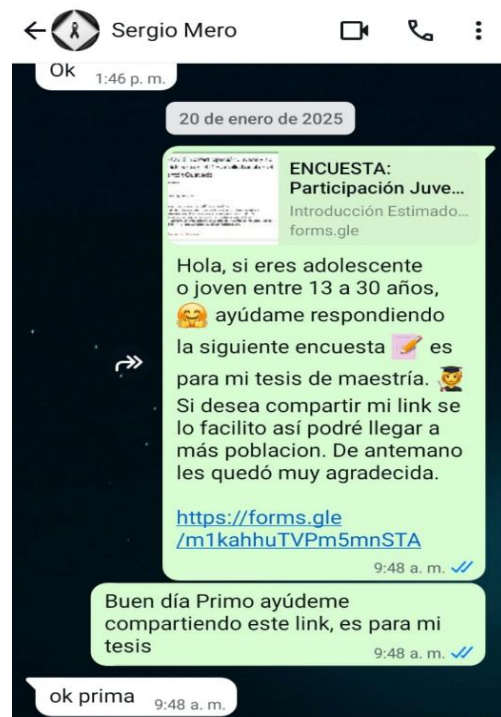 Sergio Mero
Ok
1:46 p. m.
20 de enero de 2025
ENCUESTA:
Participación Juve...
Introducción Estimado...
forms.gle
Hola, si eres adolescente
o joven entre 13 a 30 años,
🤗 ayúdame respondiendo
la siguiente encuesta 📝 es
para mi tesis de maestría. 👩‍🎓
Si desea compartir mi link se
lo facilito así podré llegar a
más poblacion. De antemano
les quedó muy agradecida.
https://forms.gle
/m1kahhuTVPm5mnSTA
9:48 a. m.
Buen día Primo ayúdeme
compartiendo este link, es para mi
tesis
9:48 a. m.
ok prima
9:48 a. m.